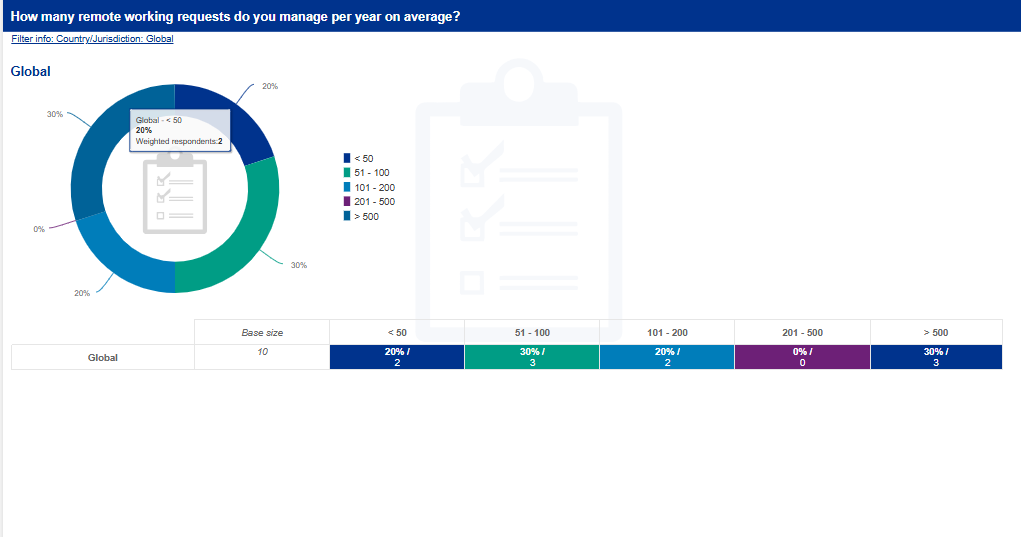 How many remote working requests do you manage per year on average?
Filter info: Country/Jurisdiction: Global
Global
20%
30%
Global - < 50
20%
Weighted respondents:2
< 50
51 - 100
101 - 200
201 - 500
> 500
0%
30%
20%
Base size < 50 51 - 100 101 - 200 201 - 500 > 500
Global 10 20% / 30% / 20% / 0% / 30% /
2 3 2 0 3